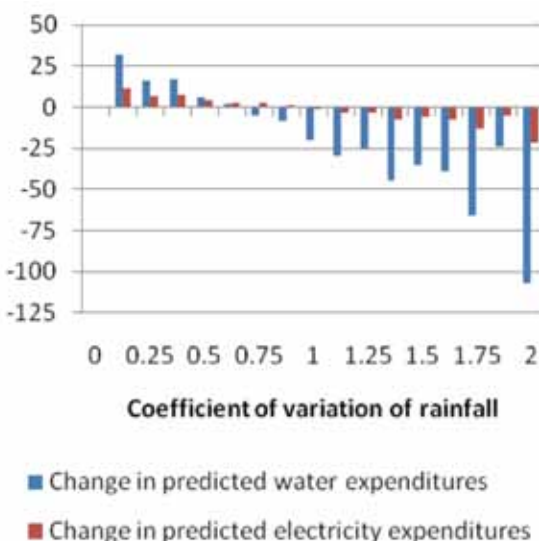 50
25
0
-25
-50
-75
-100
-125
0 0.25 0.5 0.75 1 1.25 1.5 1.75 2
Coefficient of variation of rainfall
Change in predicted water expenditures
Change in predicted electricity expenditures